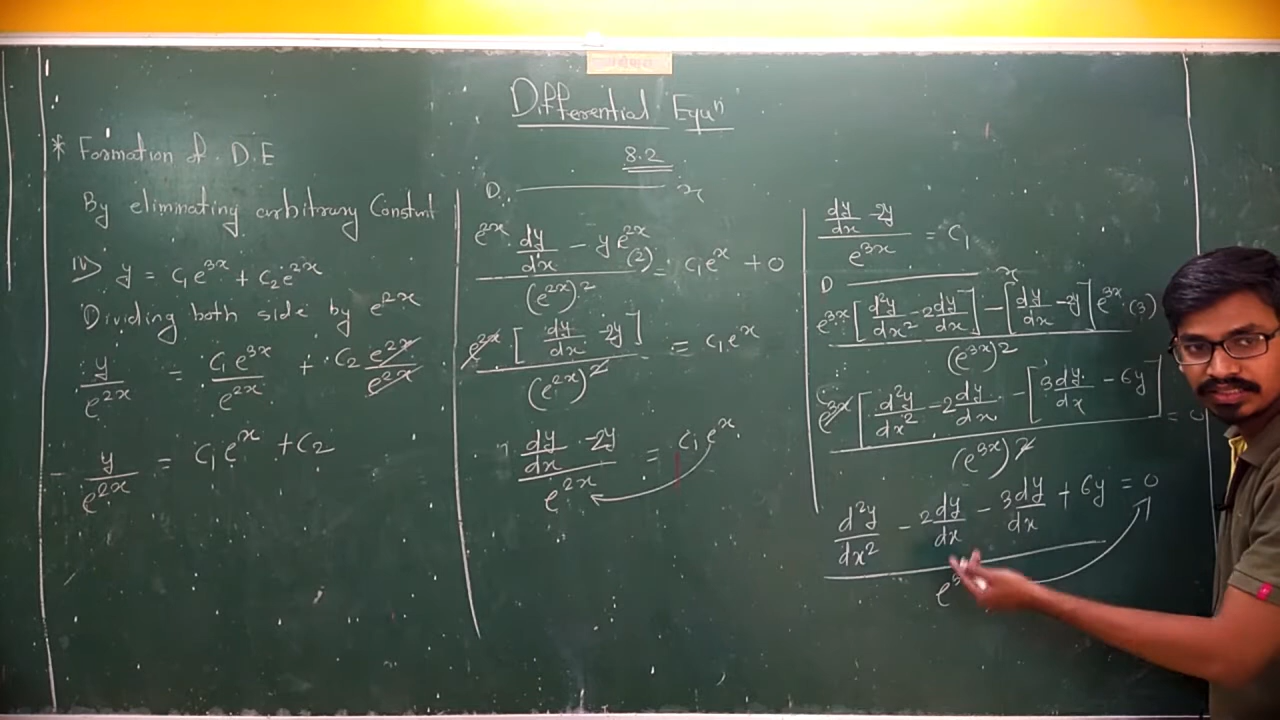 Differential Equⁿ
8.2
* Formation of D.E
By eliminating arbitrary Constant
IV> y = c₁e^3x + c₂e^2x
Dividing both side by e^2x
y/e^2x = c₁e^3x/e^2x + c₂e^2x/e^2x
y/e^2x = c₁e^x + c₂
D. x
(e^2x dy/dx - y e^2x (2))/(e^2x)^2 = c₁e^x + 0
e^2x [dy/dx - 2y]/(e^2x)^2 = c₁e^x
(dy/dx - 2y)/e^2x = c₁e^x
(dy/dx - 2y)/e^3x = c₁
D x
(e^3x [d²y/dx² - 2dy/dx] - [dy/dx - 2y] e^3x (3))/(e^3x)^2
e^3x [d²y/dx² - 2dy/dx - [3dy/dx - 6y]]/(e^3x)^2 = 0
(d²y/dx² - 2dy/dx - 3dy/dx + 6y = 0